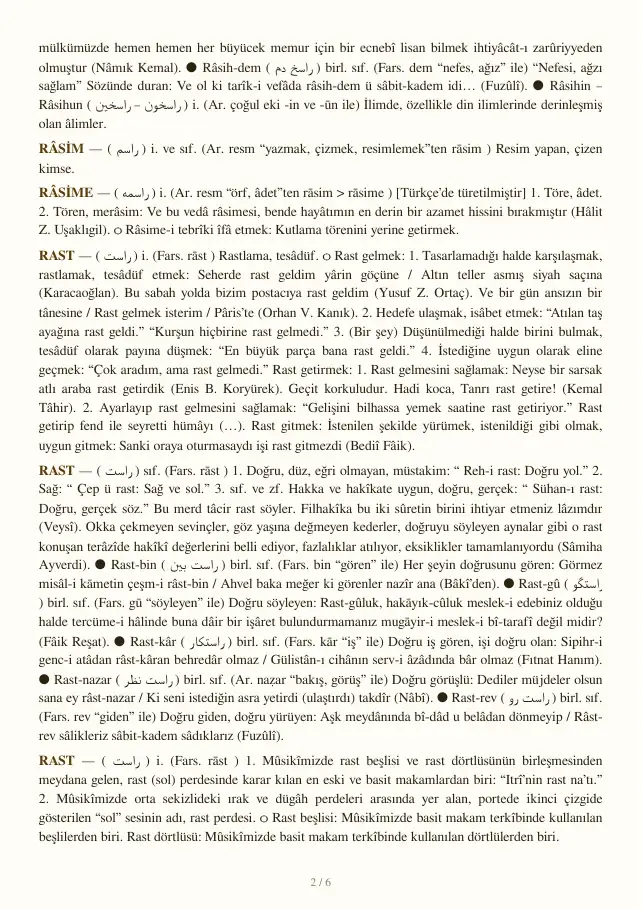 mülkümüzde hemen hemen her büyücek memur için bir ecnebî lisan bilmek ihtiyâcât-ı zarûriyyeden
olmuştur (Nâmık Kemal). ● Râsih-dem ( راسخ دم ) birl. sıf. (Fars. dem “nefes, ağız” ile) “Nefesi, ağzı
sağlam” Sözünde duran: Ve ol ki tarîk-i vefâda râsih-dem ü sâbit-kadem idi… (Fuzûlî). ● Râsihin –
Râsihun ( راسخون – راسخين ) i. (Ar. çoğul eki -in ve -ūn ile) İlimde, özellikle din ilimlerinde derinleşmiş
olan âlimler.
RÂSİM — ( راسم ) i. ve sıf. (Ar. resm “yazmak, çizmek, resimlemek”ten rāsim ) Resim yapan, çizen
kimse.
RÂSİME — ( راسمه ) i. (Ar. resm “örf, âdet”ten rāsim > rāsime ) [Türkçe’de türetilmiştir] 1. Töre, âdet.
2. Tören, merâsim: Ve bu vedâ râsimesi, bende hayâtımın en derin bir azamet hissini bırakmıştır (Hâlit
Z. Uşaklıgil). ѻ Râsime-i tebrîki îfâ etmek: Kutlama törenini yerine getirmek.
RAST — ( راست ) i. (Fars. rāst ) Rastlama, tesâdüf. ѻ Rast gelmek: 1. Tasarlamadığı halde karşılaşmak,
rastlamak, tesâdüf etmek: Seherde rast geldim yârin göçüne / Altın teller asmış siyah saçına
(Karacaoğlan). Bu sabah yolda bizim postacıya rast geldim (Yusuf Z. Ortaç). Ve bir gün ansızın bir
tânesine / Rast gelmek isterim / Pâris’te (Orhan V. Kanık). 2. Hedefe ulaşmak, isâbet etmek: “Atılan taş
ayağına rast geldi.” “Kurşun hiçbirine rast gelmedi.” 3. (Bir şey) Düşünülmediği halde birini bulmak,
tesâdüf olarak payına düşmek: “En büyük parça bana rast geldi.” 4. İstediğine uygun olarak eline
geçmek: “Çok aradım, ama rast gelmedi.” Rast getirmek: 1. Rast gelmesini sağlamak: Neyse bir sarsak
atlı araba rast getirdik (Enis B. Koryürek). Geçit korkuludur. Hadi koca, Tanrı rast getire! (Kemal
Tâhir). 2. Ayarlayıp rast gelmesini sağlamak: “Gelişini bilhassa yemek saatine rast getiriyor.” Rast
getirip fend ile seyretti hümâyı (…). Rast gitmek: İstenilen şekilde yürümek, istenildiği gibi olmak,
uygun gitmek: Sanki oraya oturmasaydı işi rast gitmezdi (Bediî Fâik).
RAST — ( راست ) sıf. (Fars. rāst ) 1. Doğru, düz, eğri olmayan, müstakim: “ Reh-i rast: Doğru yol.” 2.
Sağ: “ Çep ü rast: Sağ ve sol.” 3. sıf. ve zf. Hakka ve hakîkate uygun, doğru, gerçek: “ Sühan-ı rast:
Doğru, gerçek söz.” Bu merd tâcir rast söyler. Filhakîka bu iki sûretin birini ihtiyar etmeniz lâzımdır
(Veysî). Okka çekmeyen sevinçler, göz yaşına değmeyen kederler, doğruyu söyleyen aynalar gibi o rast
konuşan terâzîde hakîkî değerlerini belli ediyor, fazlalıklar atılıyor, eksiklikler tamamlanıyordu (Sâmiha
Ayverdi). ● Rast-bin ( راست بين ) birl. sıf. (Fars. bіn “gören” ile) Her şeyin doğrusunu gören: Görmez
misâl-i kāmetin çeşm-i râst-bin / Ahvel baka meğer ki görenler nazîr ana (Bâkî’den). ● Rast-gû ( راستگو
) birl. sıf. (Fars. gū “söyleyen” ile) Doğru söyleyen: Rast-gûluk, hakāyık-cûluk meslek-i edebiniz olduğu
halde tercüme-i hâlinde buna dâir bir işâret bulundurmamanız mugāyir-i meslek-i bî-tarafî değil midir?
(Fâik Reşat). ● Rast-kâr ( راستكار ) birl. sıf. (Fars. kār “iş” ile) Doğru iş gören, işi doğru olan: Sipihr-i
genc-i atâdan râst-kâran behredâr olmaz / Gülistân-ı cihânın serv-i âzâdında bâr olmaz (Fıtnat Hanım).
● Rast-nazar ( راست نظر ) birl. sıf. (Ar. naẓar “bakış, görüş” ile) Doğru görüşlü: Dediler müjdeler olsun
sana ey râst-nazar / Ki seni istediğin asra yetirdi (ulaştırdı) takdîr (Nâbî). ● Rast-rev ( راست رو ) birl. sıf.
(Fars. rev “giden” ile) Doğru giden, doğru yürüyen: Aşk meydânında bî-dâd u belâdan dönmeyip / Râst-
rev sâlikleriz sâbit-kadem sâdıklarız (Fuzûlî).
RAST — ( راست ) i. (Fars. rāst ) 1. Mûsikîmizde rast beşlisi ve rast dörtlüsünün birleşmesinden
meydana gelen, rast (sol) perdesinde karar kılan en eski ve basit makamlardan biri: “Itrî’nin rast na’tı.”
2. Mûsikîmizde orta sekizlideki ırak ve dügâh perdeleri arasında yer alan, portede ikinci çizgide
gösterilen “sol” sesinin adı, rast perdesi. ѻ Rast beşlisi: Mûsikîmizde basit makam terkîbinde kullanılan
beşlilerden biri. Rast dörtlüsü: Mûsikîmizde basit makam terkîbinde kullanılan dörtlülerden biri.
2 / 6